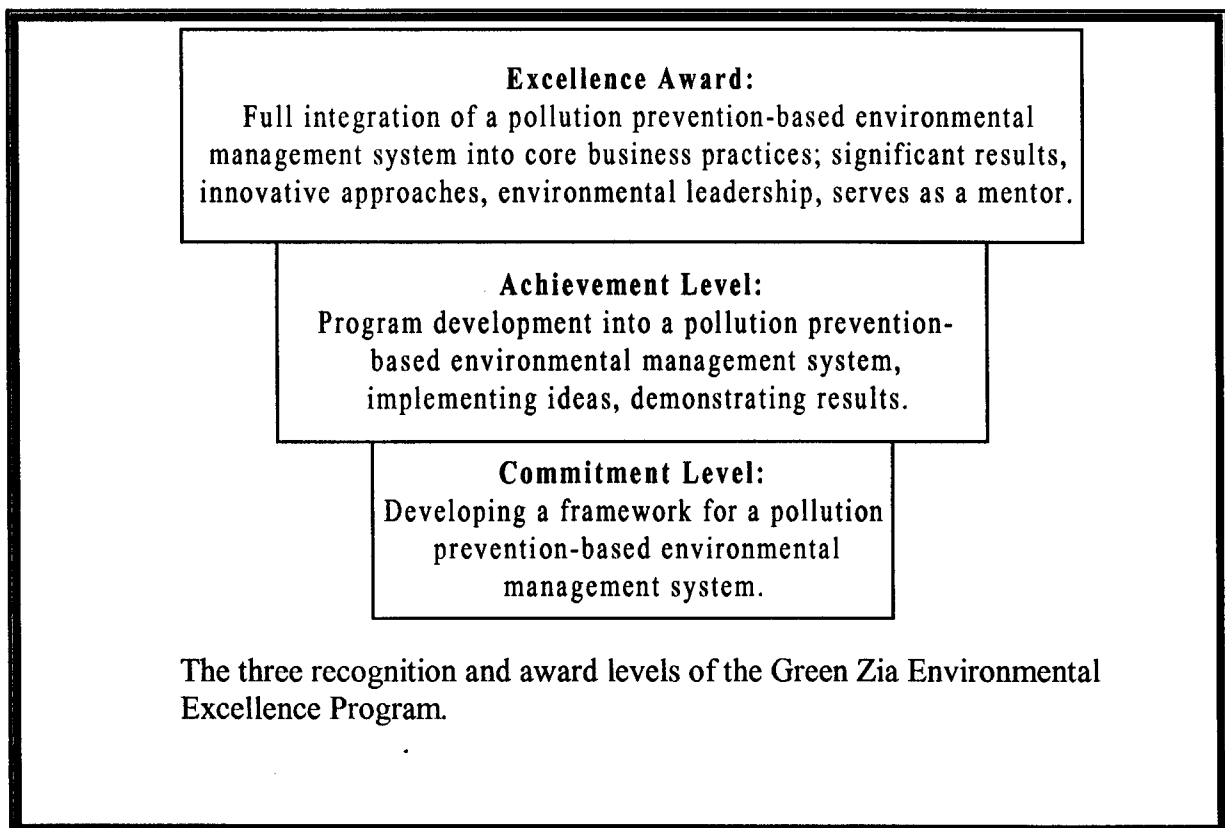 Excellence Award:
Full integration of a pollution prevention-based environmental
management system into core business practices; significant results,
innovative approaches, environmental leadership, serves as a mentor.
Achievement Level:
Program development into a pollution prevention-
based environmental management system,
implementing ideas, demonstrating results.
Commitment Level:
Developing a framework for a pollution
prevention-based environmental
management system.
The three recognition and award levels of the Green Zia Environmental
Excellence Program.